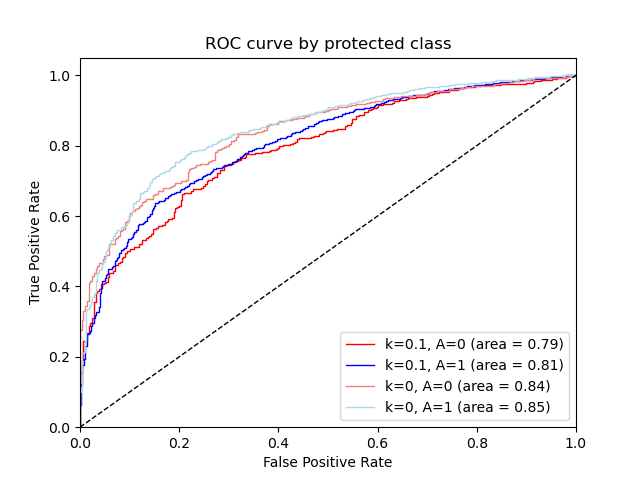 ROC curve by protected class
1.0
0.8
0.6
0.4
0.2
0.0
True Positive Rate
k=0.1, A=0 (area = 0.79)
k=0.1, A=1 (area = 0.81)
k=0, A=0 (area = 0.84)
k=0, A=1 (area = 0.85)
0.0 0.2 0.4 0.6 0.8 1.0
False Positive Rate